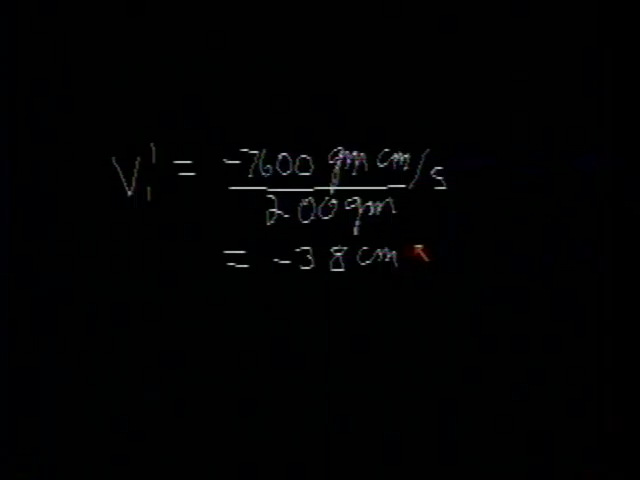 V₁' = -7600 gm cm/s
200 gm
= -38 cm